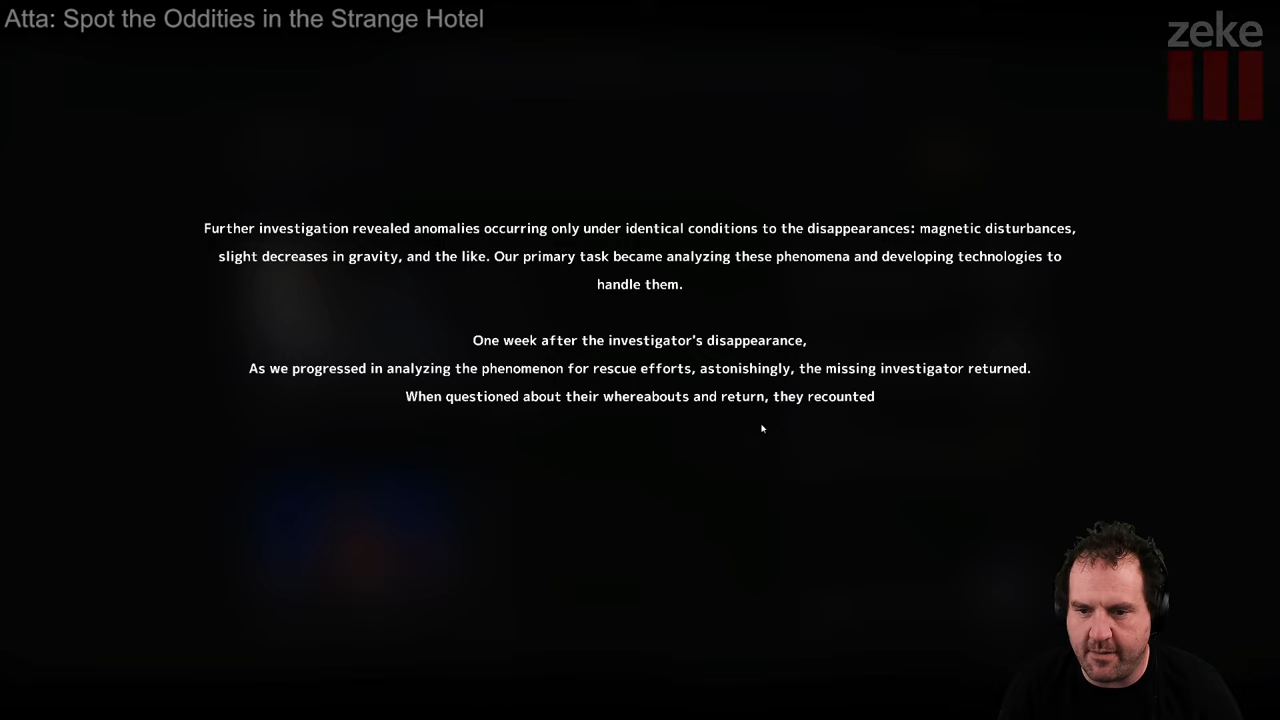 Atta: Spot the Oddities in the Strange Hotel
zeke
Further investigation revealed anomalies occurring only under identical conditions to the disappearances: magnetic disturbances,
slight decreases in gravity, and the like. Our primary task became analyzing these phenomena and developing technologies to
handle them.
One week after the investigator's disappearance,
As we progressed in analyzing the phenomenon for rescue efforts, astonishingly, the missing investigator returned.
When questioned about their whereabouts and return, they recounted